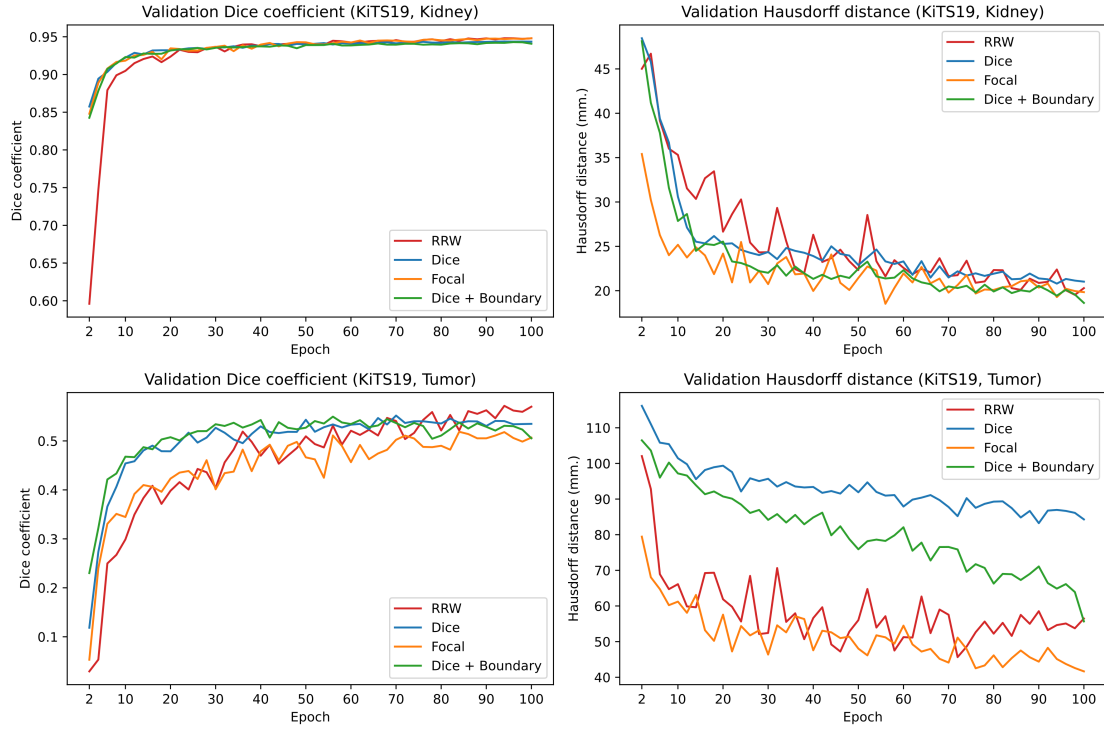 Validation Dice coefficient (KiTS19, Kidney)
Dice coefficient
0.95
0.90
0.85
0.80
0.75
0.70
0.65
0.60
2 10 20 30 40 50 60 70 80 90 100
Epoch
RRW
Dice
Focal
Dice + Boundary
Validation Hausdorff distance (KiTS19, Kidney)
Hausdorff distance (mm.)
45
40
35
30
25
20
2 10 20 30 40 50 60 70 80 90 100
Epoch
RRW
Dice
Focal
Dice + Boundary
Validation Dice coefficient (KiTS19, Tumor)
Dice coefficient
0.5
0.4
0.3
0.2
0.1
2 10 20 30 40 50 60 70 80 90 100
Epoch
RRW
Dice
Focal
Dice + Boundary
Validation Hausdorff distance (KiTS19, Tumor)
Hausdorff distance (mm.)
110
100
90
80
70
60
50
40
2 10 20 30 40 50 60 70 80 90 100
Epoch
RRW
Dice
Focal
Dice + Boundary